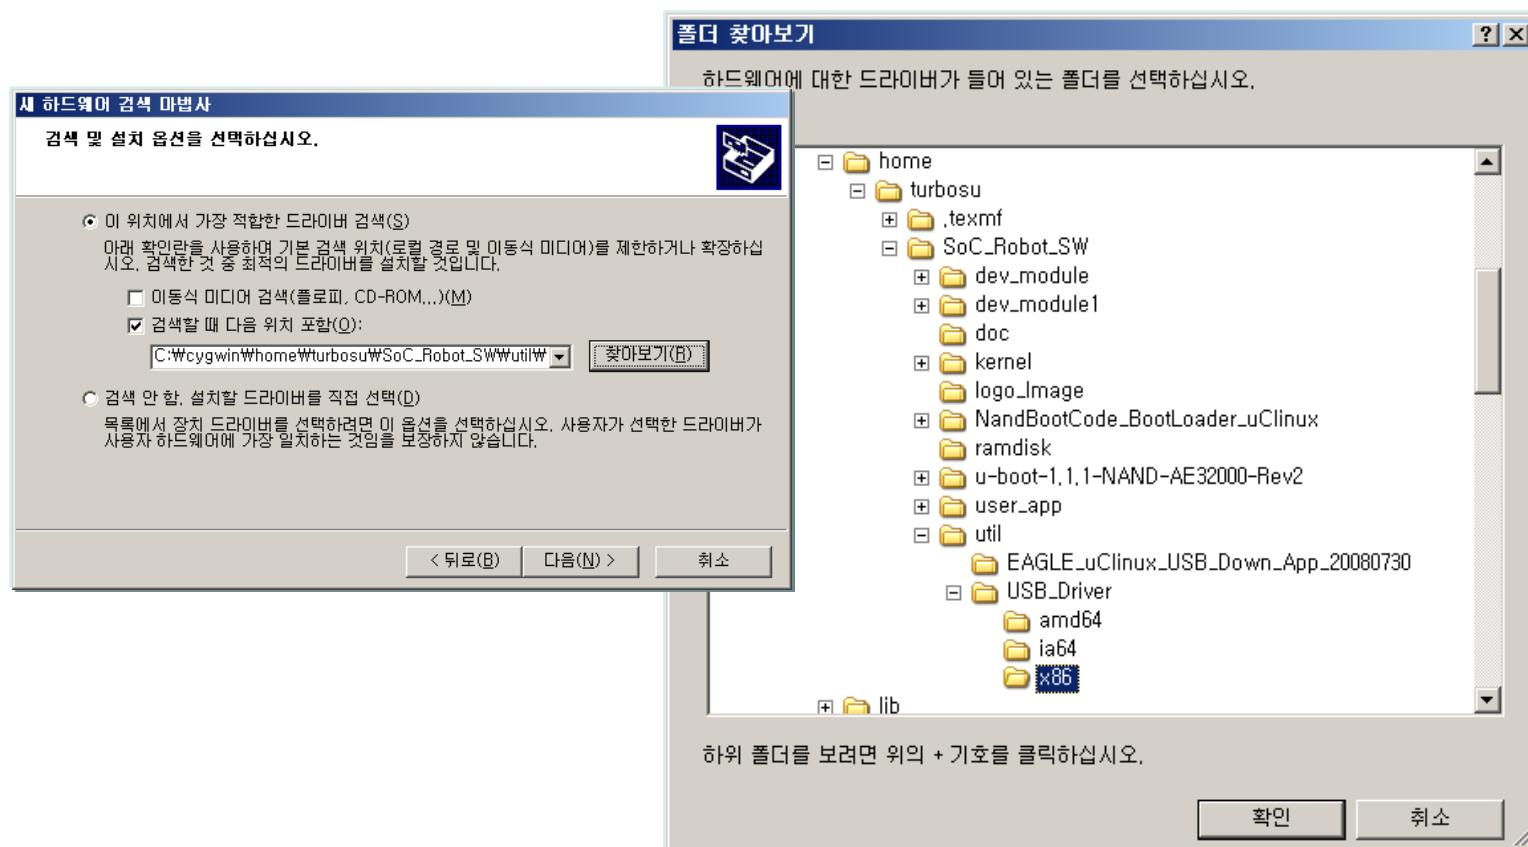 새 하드웨어 검색 마법사
검색 및 설치 옵션을 선택하십시오.
이 위치에서 가장 적합한 드라이버 검색(S)
아래 확인란을 사용하여 기본 검색 위치(로컬 경로 및 이동식 미디어)를 제한하거나 확장하십
시오. 검색한 것 중 최적의 드라이버를 설치할 것입니다.
이동식 미디어 검색(플로피, CD-ROM...)(M)
검색할 때 다음 위치 포함(O):
C:₩cygwin₩home₩turbosu₩SoC_Robot_SW₩util₩
찾아보기(R)
검색 안 함. 설치할 드라이버를 직접 선택(D)
목록에서 장치 드라이버를 선택하려면 이 옵션을 선택하십시오. 사용자가 선택한 드라이버가
사용자 하드웨어에 가장 일치하는 것임을 보장하지 않습니다.
< 뒤로(B)
다음(N) >
취소
폴더 찾아보기
하드웨어에 대한 드라이버가 들어 있는 폴더를 선택하십시오.
home
turbosu
.texmf
SoC_Robot_SW
dev_module
dev_module1
doc
kernel
logo_Image
NandBootCode_BootLoader_uClinux
ramdisk
u-boot-1.1.1-NAND-AE32000-Rev2
user_app
util
EAGLE_uClinux_USB_Down_App_20080730
USB_Driver
amd64
ia64
x86
lib
하위 폴더를 보려면 위의 + 기호를 클릭하십시오.
확인
취소